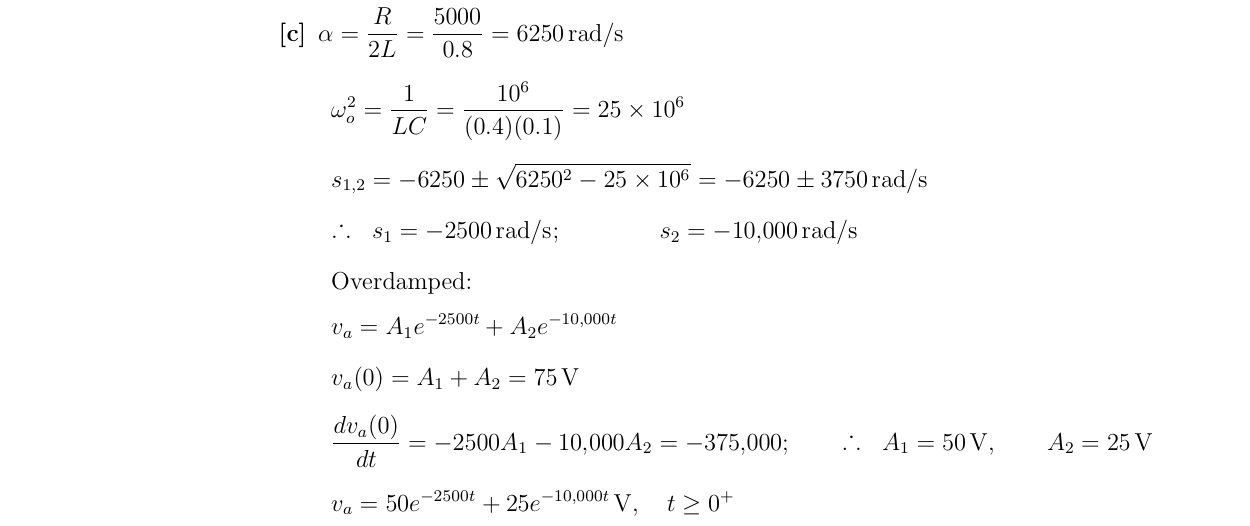 [c] α = R/2L = 5000/0.8 = 6250 rad/s
ω_o^2 = 1/LC = 10^6/(0.4)(0.1) = 25 × 10^6
s_{1,2} = −6250 ± √(6250^2 − 25 × 10^6) = −6250 ± 3750 rad/s
∴ s_1 = −2500 rad/s; s_2 = −10,000 rad/s
Overdamped:
v_a = A_1e^{−2500t} + A_2e^{−10,000t}
v_a(0) = A_1 + A_2 = 75 V
dv_a(0)/dt = −2500A_1 − 10,000A_2 = −375,000; ∴ A_1 = 50 V, A_2 = 25 V
v_a = 50e^{−2500t} + 25e^{−10,000t} V, t ≥ 0^+